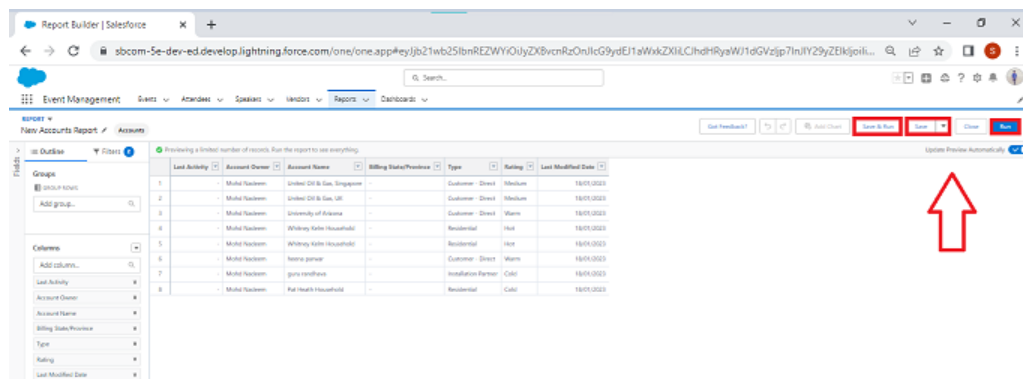 Report Builder | Salesforce
sbcom-5e-dev-ed.develop.lightning.force.com/one/one.app#
Search...
Event Management Events Attendees Speakers Vendors Reports Dashboards
REPORT
New Accounts Report Accounts
Got Feedback? Add Chart Save & Run Save Close Run
Fields
Outline Filters
Previewing a limited number of records. Run the report to see everything.
Update Preview Automatically
Groups
GROUP ROWS
Add group...
Columns
Add column...
Last Activity
Account Owner
Account Name
Billing State/Province
Type
Rating
Last Modified Date
Last Activity Account Owner Account Name Billing State/Province Type Rating Last Modified Date
1 - Mohd Nadeem United Oil & Gas, Singapore - Customer - Direct Medium 18/01/2023
2 - Mohd Nadeem United Oil & Gas, UK - Customer - Direct Medium 18/01/2023
3 - Mohd Nadeem University of Arizona - Customer - Direct Warm 18/01/2023
4 - Mohd Nadeem Whitney Kelm Household - Residential Hot 18/01/2023
5 - Mohd Nadeem Whitney Kelm Household - Residential Hot 18/01/2023
6 - Mohd Nadeem heena panwar - Customer - Direct Warm 18/01/2023
7 - Mohd Nadeem guru randhava - Installation Partner Cold 18/01/2023
8 - Mohd Nadeem Pat Heath Household - Residential Cold 18/01/2023